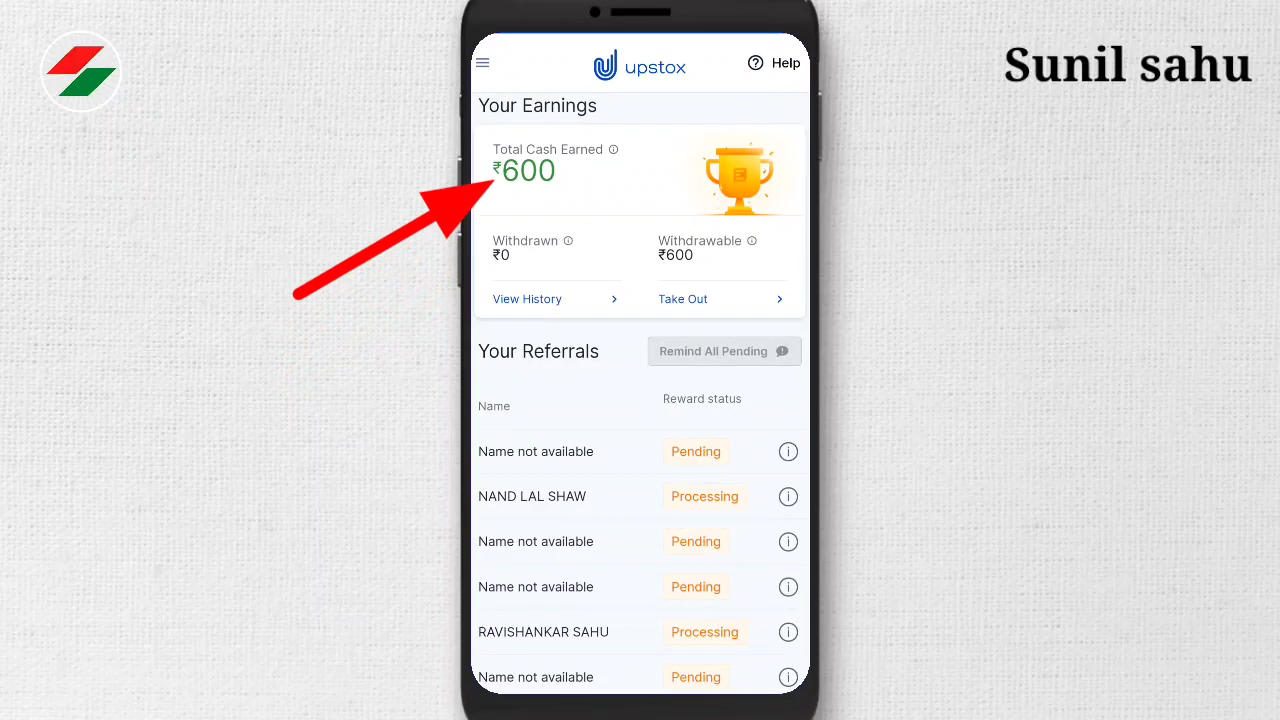 Sunil sahu
upstox
Help
Your Earnings
Total Cash Earned
₹600
Withdrawn
Withdrawable
₹0
₹600
View History
Take Out
Your Referrals
Remind All Pending
Name
Reward status
Name not available
Pending
NAND LAL SHAW
Processing
Name not available
Pending
Name not available
Pending
RAVISHANKAR SAHU
Processing
Name not available
Pending